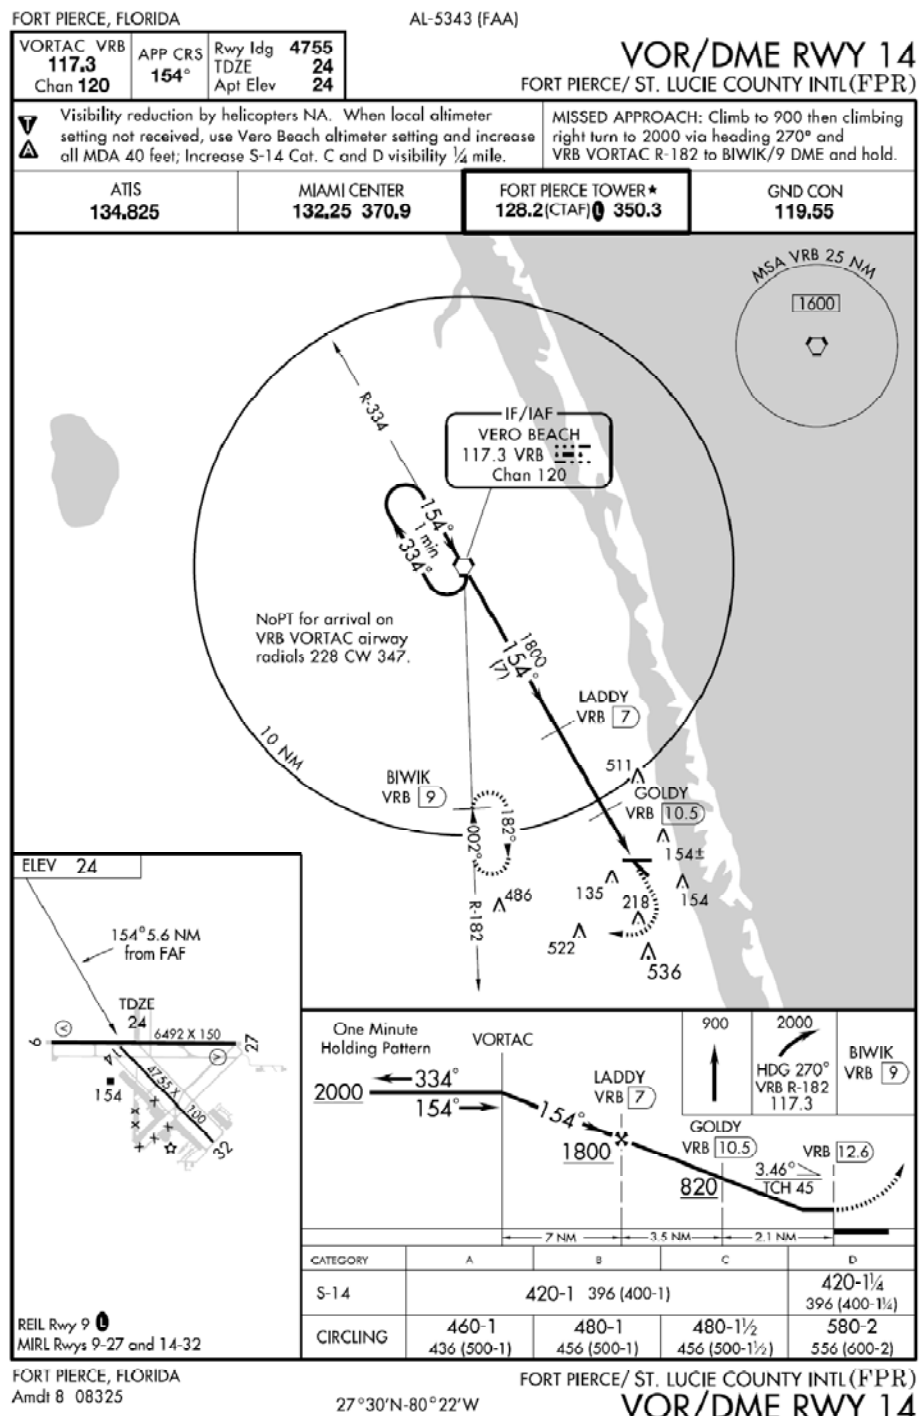 FORT PIERCE, FLORIDA
AL-5343 (FAA)
VORTAC VRB
117.3
Chan 120
APP CRS
154°
Rwy ldg 4755
TDZE 24
Apt Elev 24
VOR/DME RWY 14
FORT PIERCE/ ST. LUCIE COUNTY INTL (FPR)
T
A
Visibility reduction by helicopters NA. When local altimeter
setting not received, use Vero Beach altimeter setting and increase
all MDA 40 feet; Increase S-14 Cat. C and D visibility ¼ mile.
MISSED APPROACH: Climb to 900 then climbing
right turn to 2000 via heading 270° and
VRB VORTAC R-182 to BIWIK/9 DME and hold.
ATIS
134.825
MIAMI CENTER
132.25 370.9
FORT PIERCE TOWER★
128.2(CTAF) L 350.3
GND CON
119.55
MSA VRB 25 NM
1600
R-334
IF/IAF
VERO BEACH
117.3 VRB
Chan 120
154°
1 min
334°
NoPT for arrival on
VRB VORTAC airway
radials 228 CW 347.
1800
154°
(7)
LADDY
VRB 7
10 NM
511
BIWIK
VRB 9
GOLDY
VRB 10.5
182°
002°
154±
135
154
486
218
R-182
522
536
ELEV 24
154° 5.6 NM
from FAF
TDZE
24
6492 X 150
9
27
4755 X 100
154
32
REIL Rwy 9 L
MIRL Rwys 9-27 and 14-32
One Minute
Holding Pattern
VORTAC
2000
334°
154°
154°
LADDY
VRB 7
1800
900
2000
HDG 270°
VRB R-182
117.3
BIWIK
VRB 9
GOLDY
VRB 10.5
VRB 12.6
820
3.46°
TCH 45
7 NM
3.5 NM
2.1 NM
CATEGORY A B C D
S-14
420-1 396 (400-1)
420-1¼
396 (400-1¼)
CIRCLING
460-1
436 (500-1)
480-1
456 (500-1)
480-1½
456 (500-1½)
580-2
556 (600-2)
FORT PIERCE, FLORIDA
Amdt 8 08325
27°30'N-80°22'W
FORT PIERCE/ ST. LUCIE COUNTY INTL (FPR)
VOR/DME RWY 14